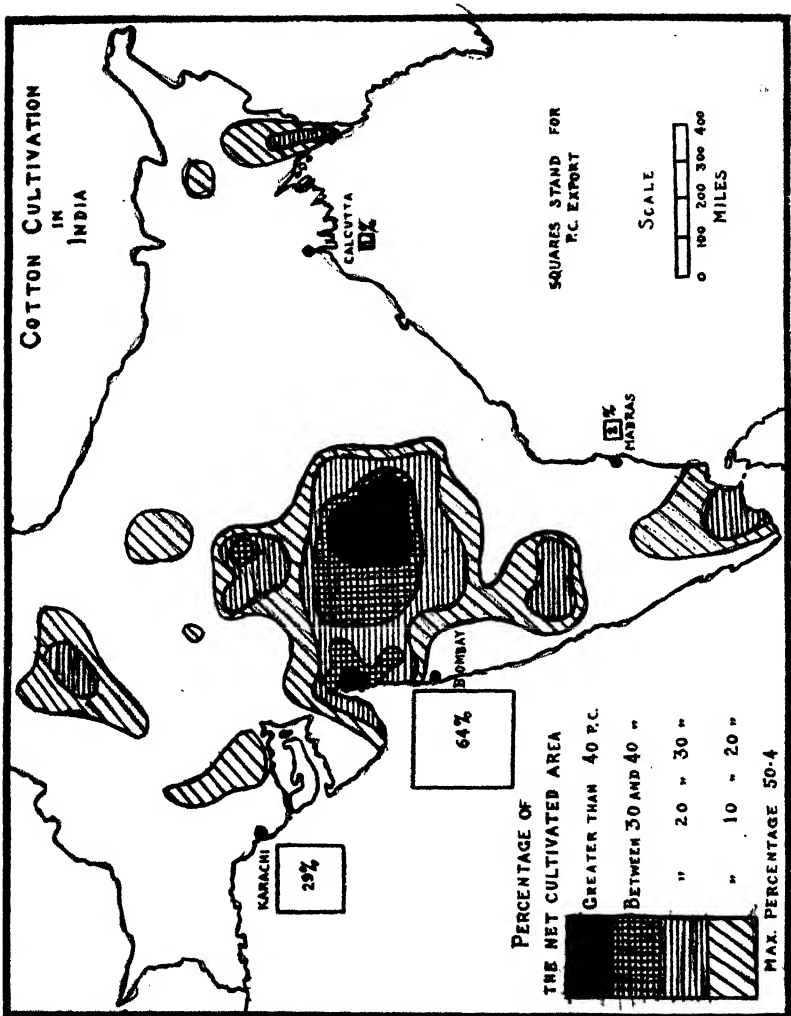 COTTON CULTIVATION
IN
INDIA
CALCUTTA
SQUARES STAND FOR
P.C. EXPORT
SCALE
0 100 200 300 400
MILES
MADRAS
BOMBAY
64%
KARACHI
29%
PERCENTAGE OF
THE NET CULTIVATED AREA
GREATER THAN 40 P.C.
BETWEEN 30 AND 40 "
" 20 " 30 "
" 10 " 20 "
MAX. PERCENTAGE 50·4